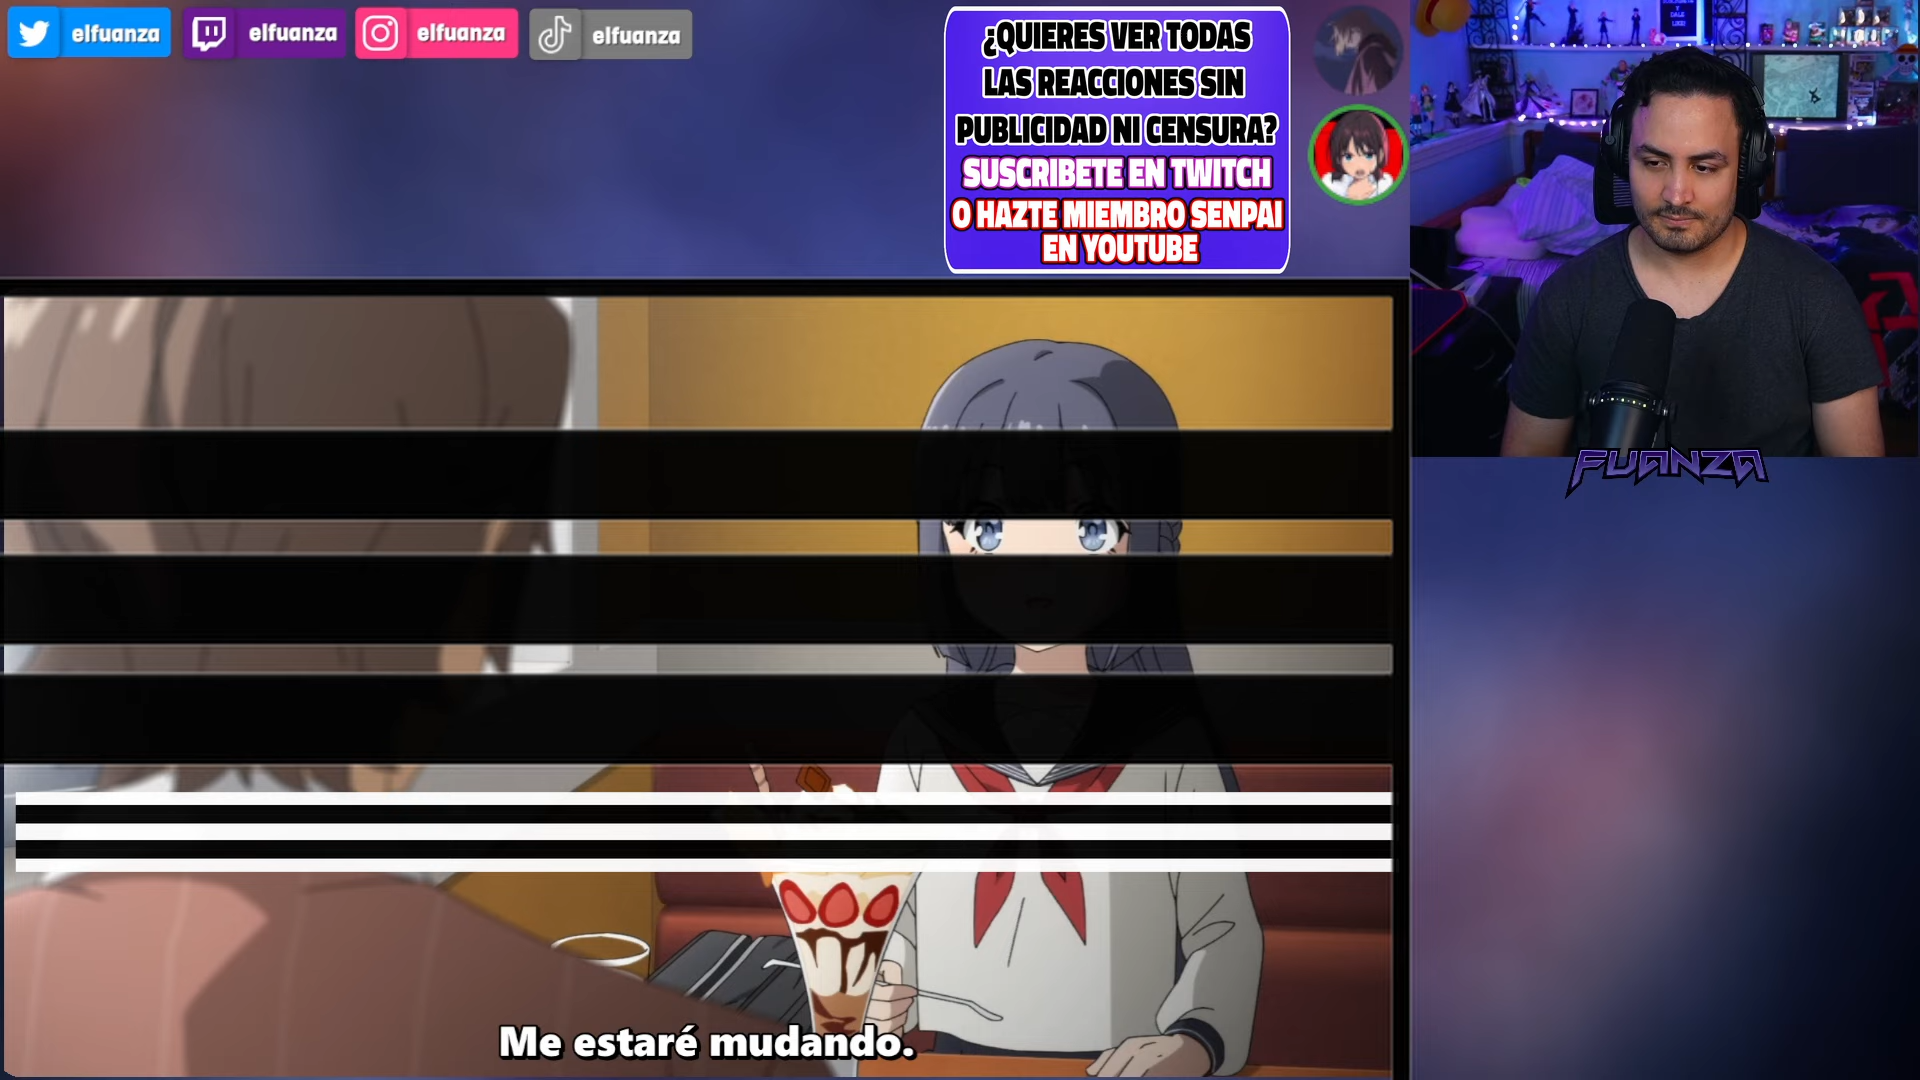 elfuanza
elfuanza
elfuanza
elfuanza
¿QUIERES VER TODAS
LAS REACCIONES SIN
PUBLICIDAD NI CENSURA?
SUSCRIBETE EN TWITCH
O HAZTE MIEMBRO SENPAI
EN YOUTUBE
FUANZA
Me estaré mudando.